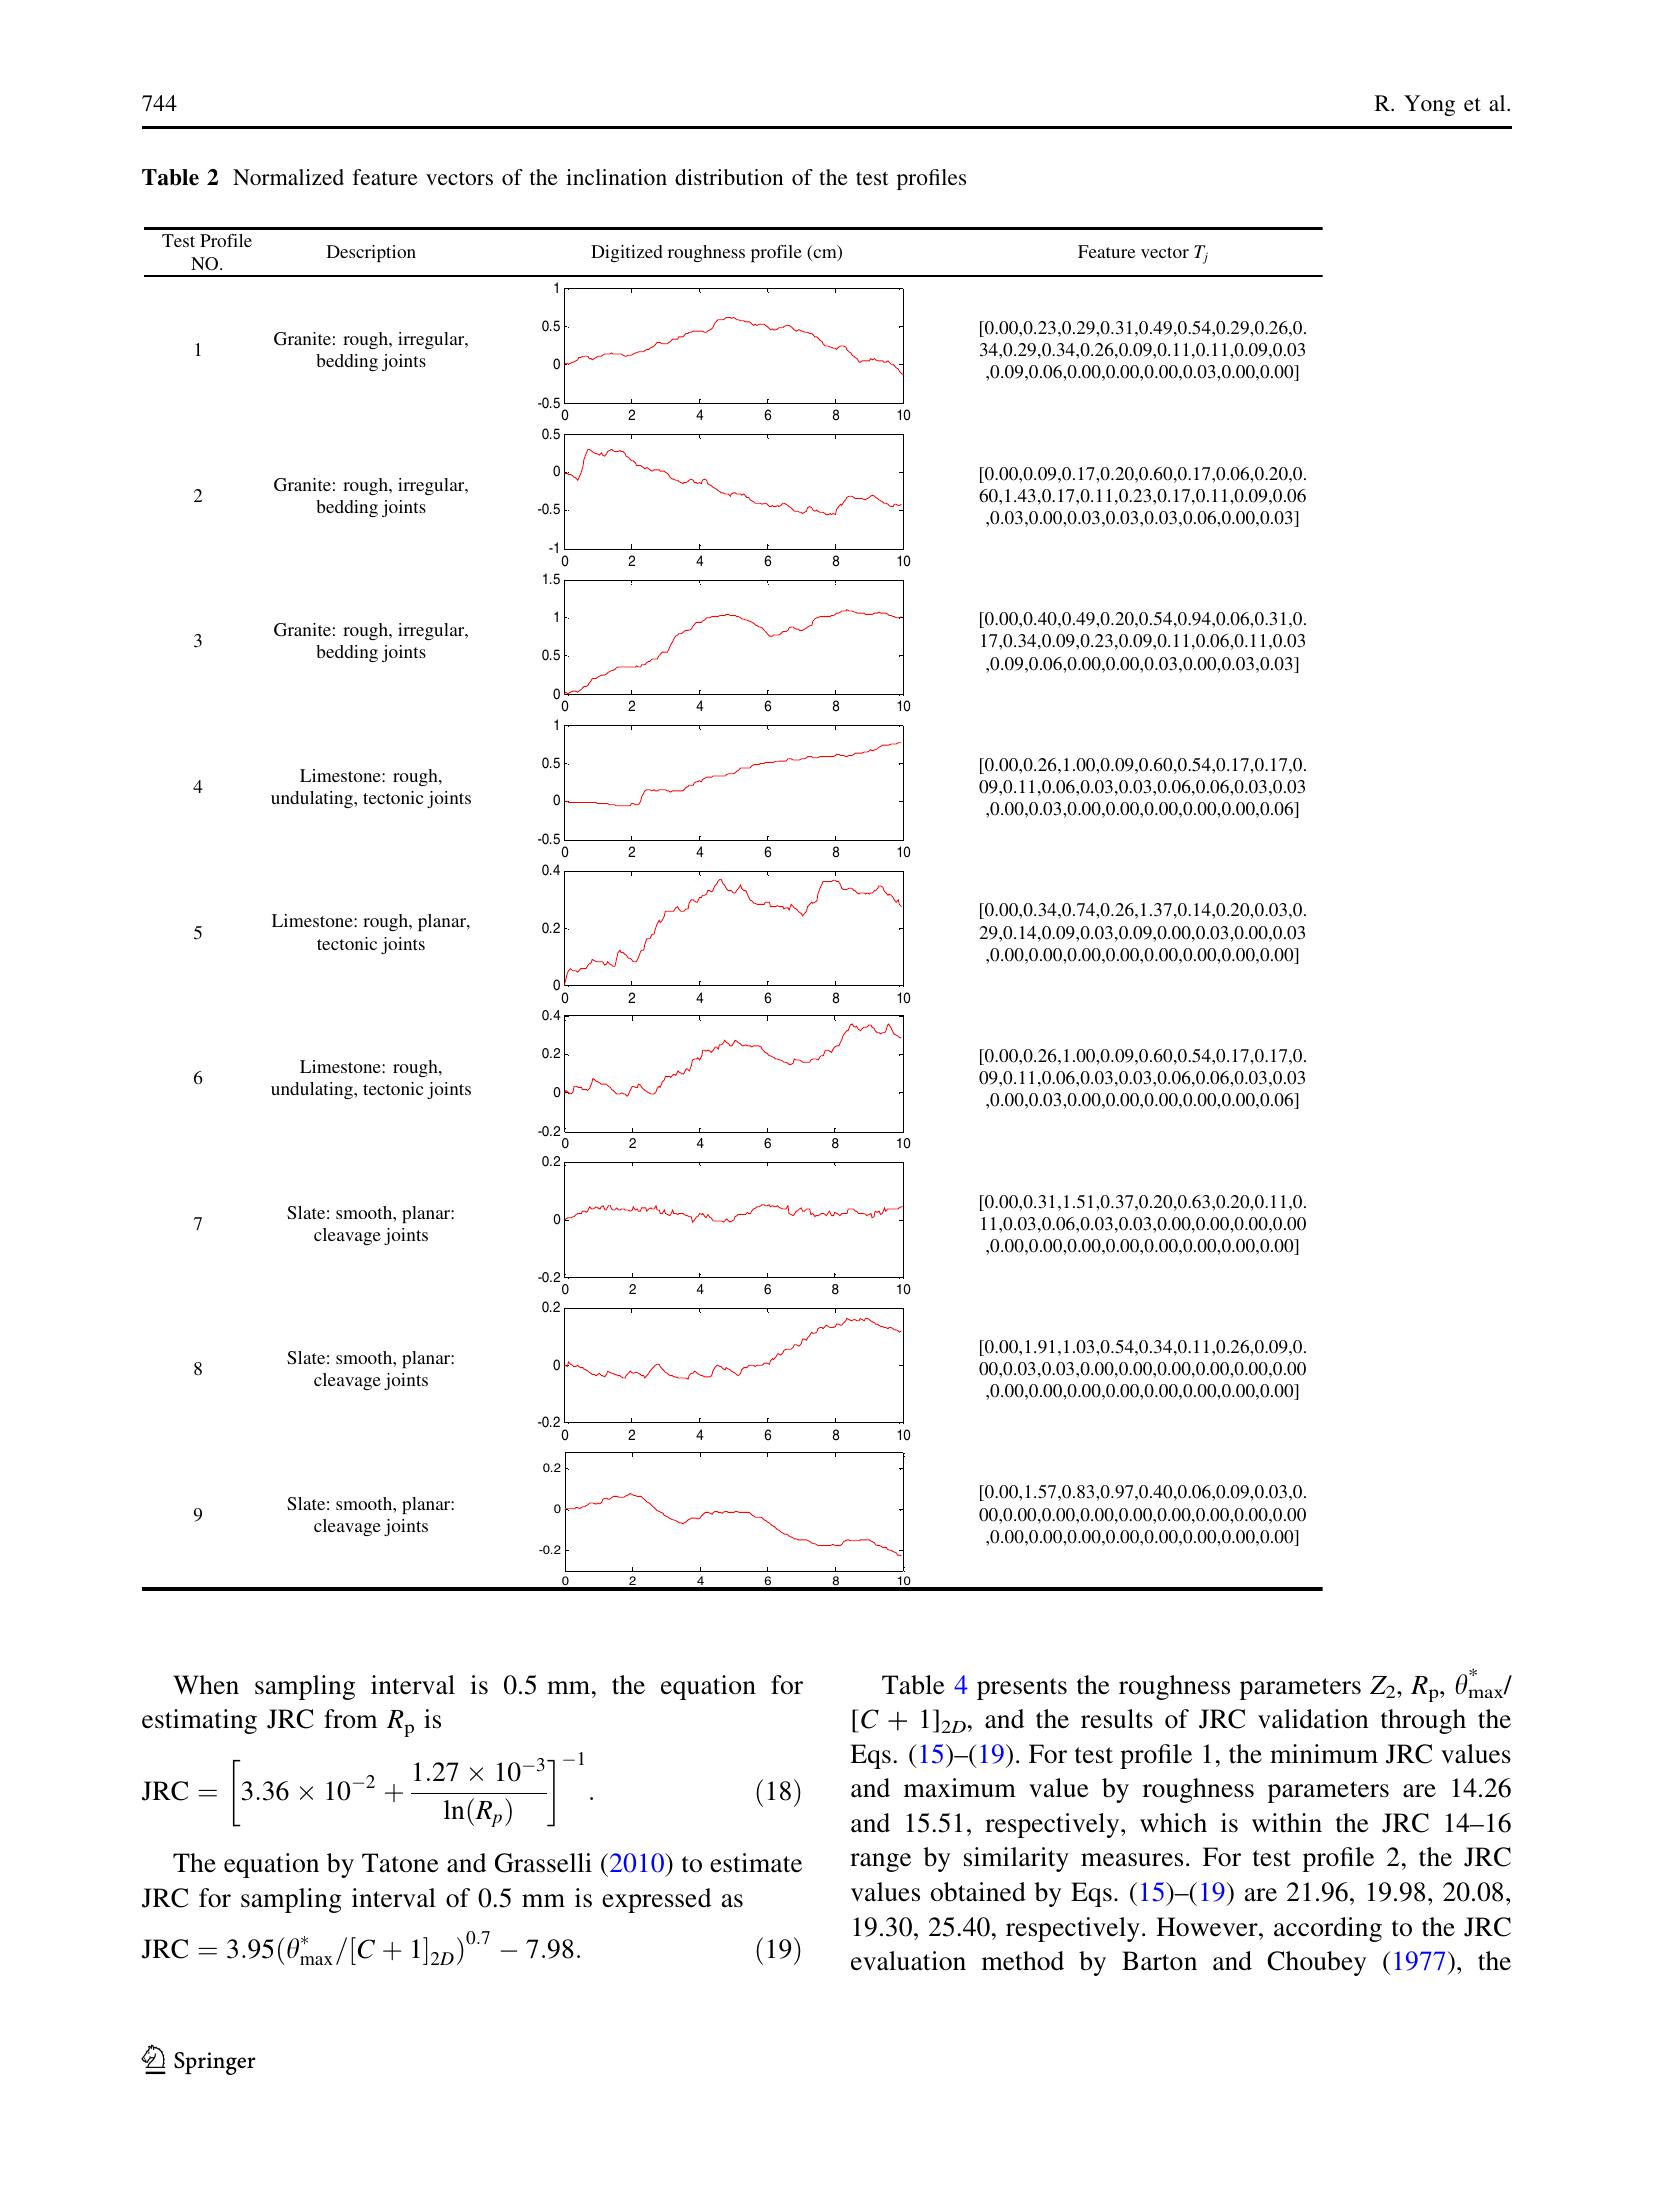 744
R. Yong et al.
Table 2 Normalized feature vectors of the inclination distribution of the test profiles
Test Profile NO.
Description
Digitized roughness profile (cm)
Feature vector Tj
1
Granite: rough, irregular,
bedding joints
1
0.5
0
-0.5
0 2 4 6 8 10
[0.00,0.23,0.29,0.31,0.49,0.54,0.29,0.26,0.
34,0.29,0.34,0.26,0.09,0.11,0.11,0.09,0.03
,0.09,0.06,0.00,0.00,0.00,0.03,0.00,0.00]
2
Granite: rough, irregular,
bedding joints
0.5
0
-0.5
-1
0 2 4 6 8 10
[0.00,0.09,0.17,0.20,0.60,0.17,0.06,0.20,0.
60,1.43,0.17,0.11,0.23,0.17,0.11,0.09,0.06
,0.03,0.00,0.03,0.03,0.03,0.06,0.00,0.03]
3
Granite: rough, irregular,
bedding joints
1.5
1
0.5
0
0 2 4 6 8 10
[0.00,0.40,0.49,0.20,0.54,0.94,0.06,0.31,0.
17,0.34,0.09,0.23,0.09,0.11,0.06,0.11,0.03
,0.09,0.06,0.00,0.00,0.03,0.00,0.03,0.03]
4
Limestone: rough,
undulating, tectonic joints
1
0.5
0
-0.5
0 2 4 6 8 10
[0.00,0.26,1.00,0.09,0.60,0.54,0.17,0.17,0.
09,0.11,0.06,0.03,0.03,0.06,0.06,0.03,0.03
,0.00,0.03,0.00,0.00,0.00,0.00,0.00,0.06]
5
Limestone: rough, planar,
tectonic joints
0.4
0.2
0
0 2 4 6 8 10
[0.00,0.34,0.74,0.26,1.37,0.14,0.20,0.03,0.
29,0.14,0.09,0.03,0.09,0.00,0.03,0.00,0.03
,0.00,0.00,0.00,0.00,0.00,0.00,0.00,0.00]
6
Limestone: rough,
undulating, tectonic joints
0.4
0.2
0
-0.2
0 2 4 6 8 10
[0.00,0.26,1.00,0.09,0.60,0.54,0.17,0.17,0.
09,0.11,0.06,0.03,0.03,0.06,0.06,0.03,0.03
,0.00,0.03,0.00,0.00,0.00,0.00,0.00,0.06]
7
Slate: smooth, planar:
cleavage joints
0.2
0
-0.2
0 2 4 6 8 10
[0.00,0.31,1.51,0.37,0.20,0.63,0.20,0.11,0.
11,0.03,0.06,0.03,0.03,0.00,0.00,0.00,0.00
,0.00,0.00,0.00,0.00,0.00,0.00,0.00,0.00]
8
Slate: smooth, planar:
cleavage joints
0.2
0
-0.2
0 2 4 6 8 10
[0.00,1.91,1.03,0.54,0.34,0.11,0.26,0.09,0.
00,0.03,0.03,0.00,0.00,0.00,0.00,0.00,0.00
,0.00,0.00,0.00,0.00,0.00,0.00,0.00,0.00]
9
Slate: smooth, planar:
cleavage joints
0.2
0
-0.2
0 2 4 6 8 10
[0.00,1.57,0.83,0.97,0.40,0.06,0.09,0.03,0.
00,0.00,0.00,0.00,0.00,0.00,0.00,0.00,0.00
,0.00,0.00,0.00,0.00,0.00,0.00,0.00,0.00]
When sampling interval is 0.5 mm, the equation for
estimating JRC from Rp is
JRC = [3.36 × 10−2 + 1.27 × 10−3 / ln(Rp)]−1. (18)
The equation by Tatone and Grasselli (2010) to estimate
JRC for sampling interval of 0.5 mm is expressed as
JRC = 3.95(θ*max/[C + 1]2D)0.7 − 7.98. (19)
Table 4 presents the roughness parameters Z2, Rp, θ*max/
[C + 1]2D, and the results of JRC validation through the
Eqs. (15)–(19). For test profile 1, the minimum JRC values
and maximum value by roughness parameters are 14.26
and 15.51, respectively, which is within the JRC 14–16
range by similarity measures. For test profile 2, the JRC
values obtained by Eqs. (15)–(19) are 21.96, 19.98, 20.08,
19.30, 25.40, respectively. However, according to the JRC
evaluation method by Barton and Choubey (1977), the
Springer